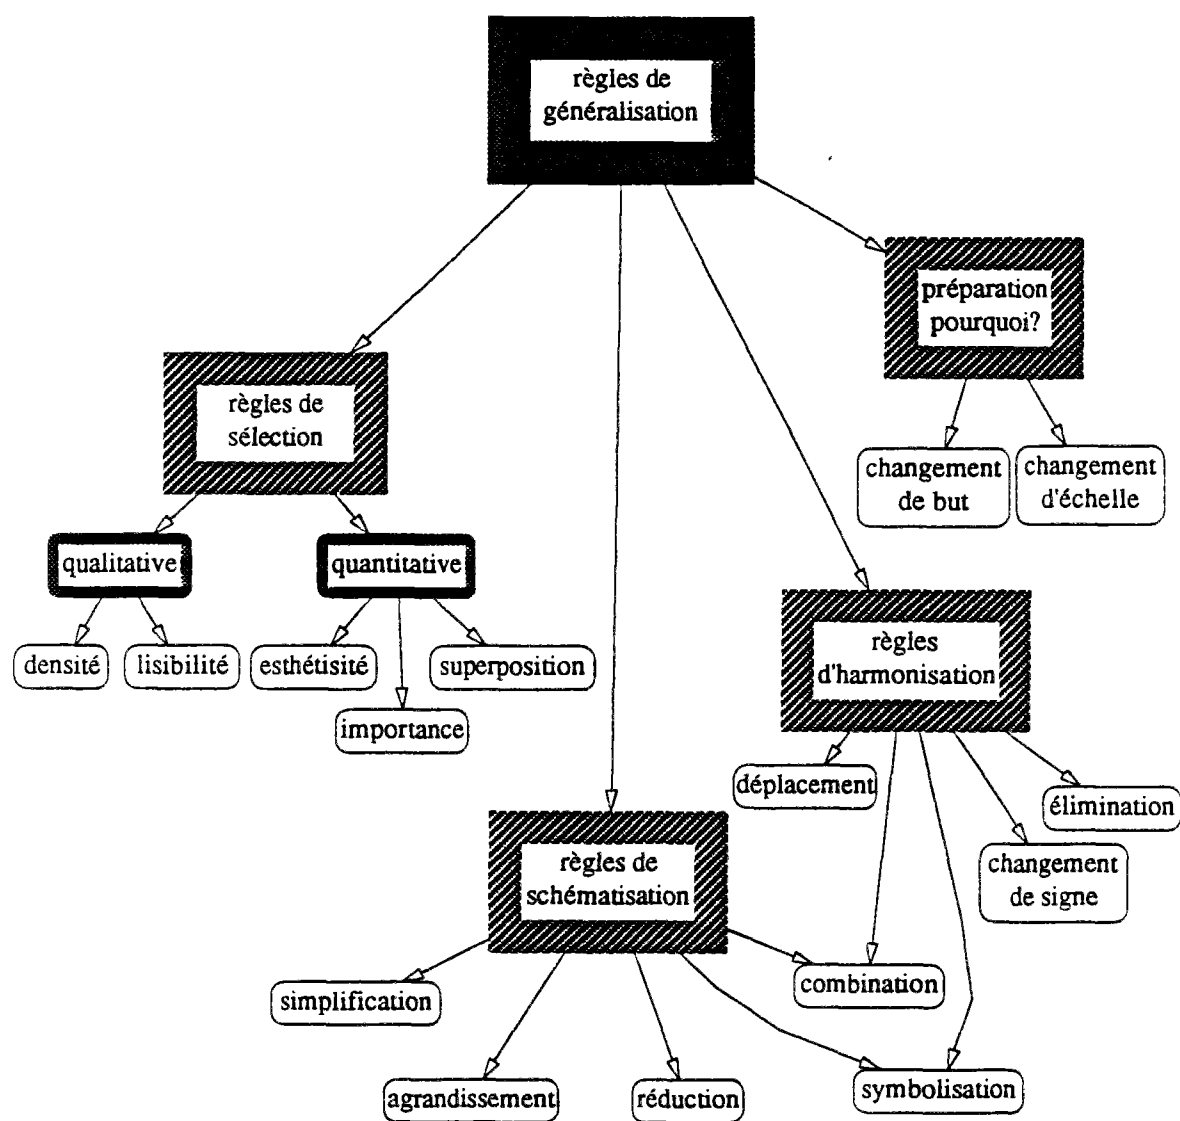 règles de
généralisation
préparation
pourquoi?
règles de
sélection
changement
de but
changement
d'échelle
qualitative
quantitative
densité
lisibilité
esthétisité
superposition
importance
règles
d'harmonisation
déplacement
élimination
changement
de signe
règles de
schématisation
combination
simplification
agrandissement
réduction
symbolisation